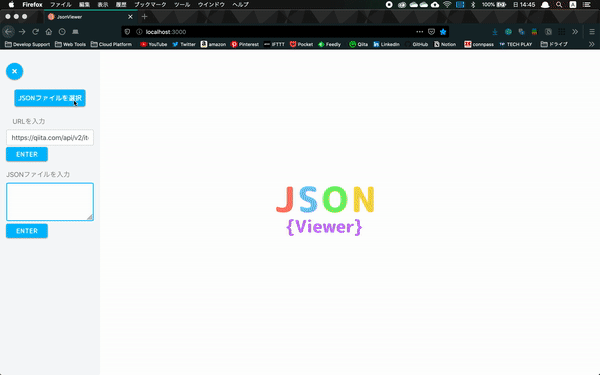 Firefox ファイル 編集 表示 履歴 ブックマーク ツール ウインドウ ヘルプ 100% 日 14:45
JsonViewer
localhost:3000
Develop Support Web Tools Cloud Platform YouTube Twitter amazon Pinterest IFTTT Pocket Feedly Qiita Linkedin GitHub Notion connpass TECH PLAY ドライブ
JSONファイルを選択
URLを入力
https://qiita.com/api/v2/it
ENTER
JSONファイルを入力
ENTER
JSON
{Viewer}